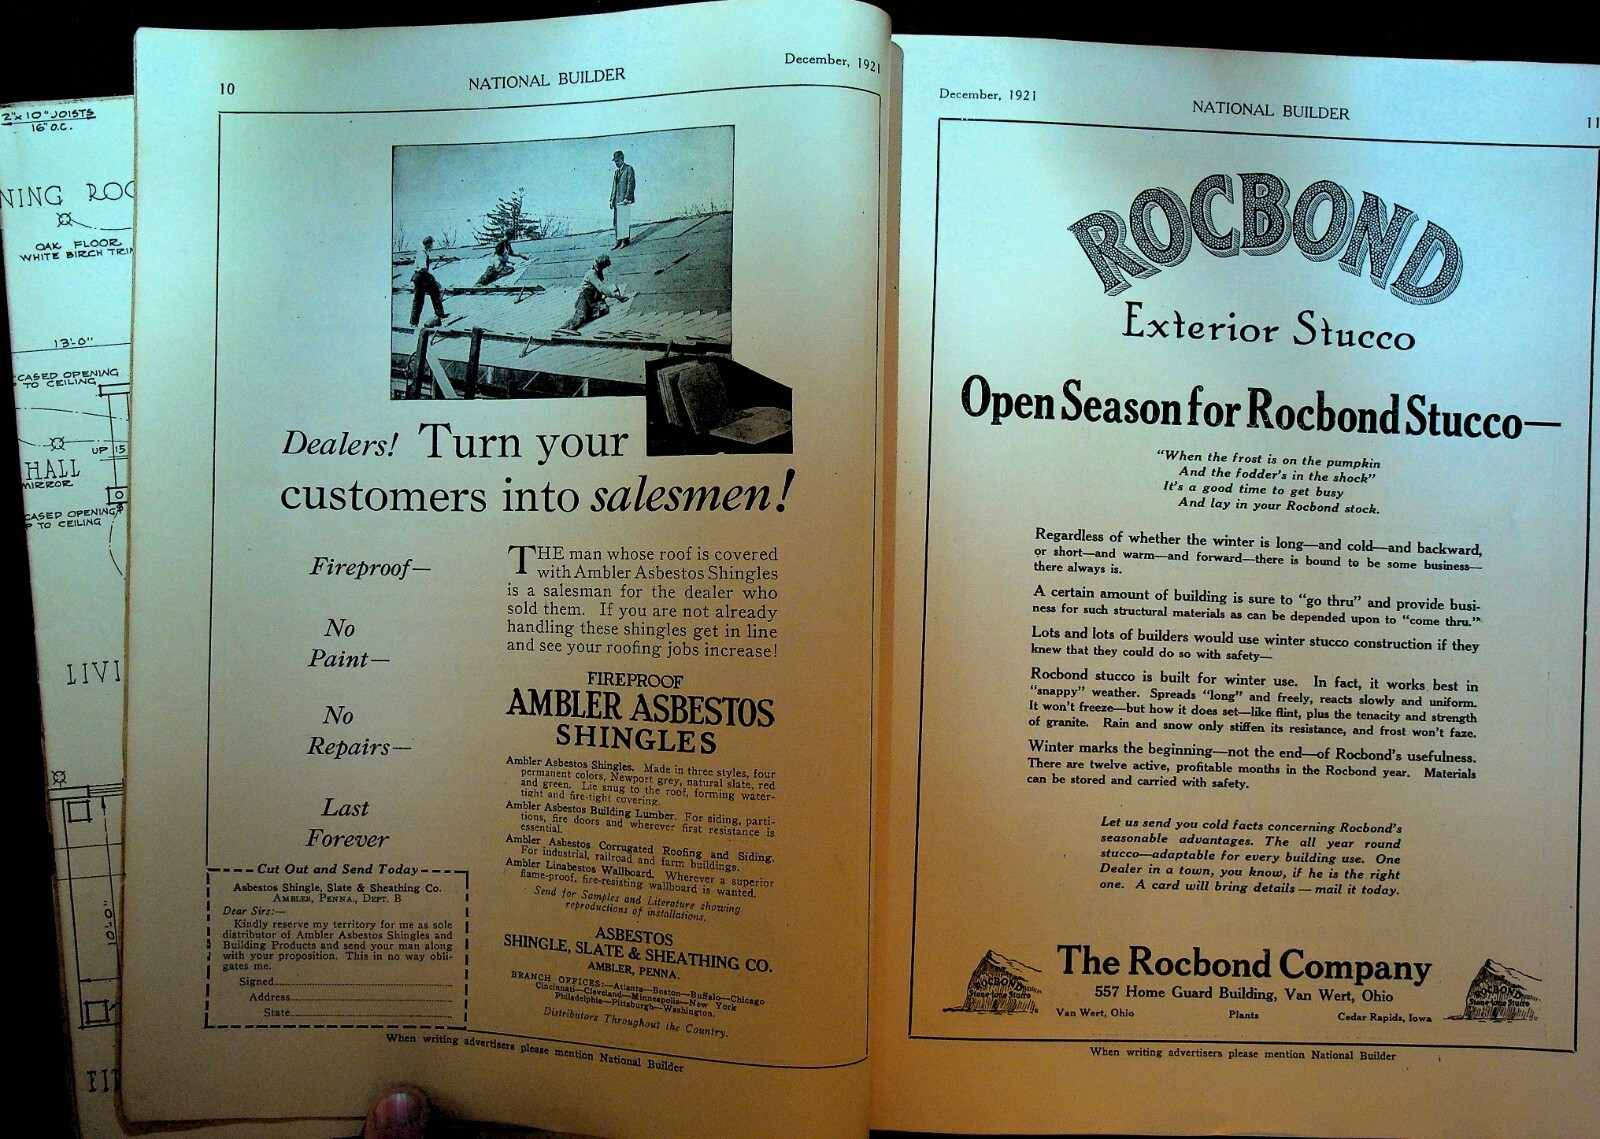 2"x10" JOISTS
16" O.C.
OAK FLOOR
13'-0"
CASED OPENING
TO CEILING
UP 15
HALL
MIRROR
CASED OPENING
TO CEILING
10'-0"
10
NATIONAL BUILDER
December, 1921
Dealers! Turn your
customers into salesmen!
Fireproof—
No
Paint—
No
Repairs—
Last
Forever
THE man whose roof is covered
with Ambler Asbestos Shingles
is a salesman for the dealer who
sold them. If you are not already
handling these shingles get in line
and see your roofing jobs increase!
FIREPROOF
AMBLER ASBESTOS
SHINGLES
Ambler Asbestos Shingles. Made in three styles, four
permanent colors, Newport grey, natural slate, red
and green. Lie snug to the roof, forming water-
tight and fire-tight covering.
Ambler Asbestos Building Lumber. For siding, parti-
tions, fire doors and wherever first resistance is
essential.
Ambler Asbestos Corrugated Roofing and Siding.
For industrial, railroad and farm buildings.
Ambler Linabestos Wallboard. Wherever a superior
flame-proof, fire-resisting wallboard is wanted.
Send for Samples and Literature showing
reproductions of installations.
ASBESTOS
SHINGLE, SLATE & SHEATHING CO.
AMBLER, PENNA.
BRANCH OFFICES:—Atlanta—Boston—Buffalo—Chicago
Cincinnati—Cleveland—Minneapolis—New York
Philadelphia—Pittsburgh—Washington.
Distributors Throughout the Country.
Cut Out and Send Today
Asbestos Shingle, Slate & Sheathing Co.
AMBLER, PENNA., DEPT. B
Dear Sirs:—
Kindly reserve my territory for me as sole
distributor of Ambler Asbestos Shingles and
Building Products and send your man along
with your proposition. This in no way obli-
gates me.
Signed
Address
State
When writing advertisers please mention National Builder
December, 1921
NATIONAL BUILDER
11
ROCBOND
Exterior Stucco
Open Season for Rocbond Stucco—
"When the frost is on the pumpkin
And the fodder's in the shock"
It's a good time to get busy
And lay in your Rocbond stock.
Regardless of whether the winter is long—and cold—and backward,
or short—and warm—and forward—there is bound to be some business—
there always is.
A certain amount of building is sure to "go thru" and provide busi-
ness for such structural materials as can be depended upon to "come thru."
Lots and lots of builders would use winter stucco construction if they
knew that they could do so with safety—
Rocbond stucco is built for winter use. In fact, it works best in
"snappy" weather. Spreads "long" and freely, reacts slowly and uniform.
It won't freeze—but how it does set—like flint, plus the tenacity and strength
of granite. Rain and snow only stiffen its resistance, and frost won't faze.
Winter marks the beginning—not the end—of Rocbond's usefulness.
There are twelve active, profitable months in the Rocbond year. Materials
can be stored and carried with safety.
Let us send you cold facts concerning Rocbond's
seasonable advantages. The all year round
stucco—adaptable for every building use. One
Dealer in a town, you know, if he is the right
one. A card will bring details—mail it today.
The Rocbond Company
557 Home Guard Building, Van Wert, Ohio
Van Wert, Ohio Plants Cedar Rapids, Iowa
ROCBOND
Stone-Lime Stucco
ROCBOND
Stone-Lime Stucco
When writing advertisers please mention National Builder